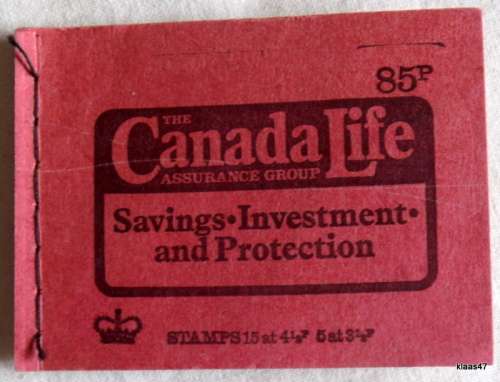 85P
THE
Canada Life
ASSURANCE GROUP
Savings•Investment•
and Protection
STAMPS 15 at 4½P 5 at 3½P
klaas47